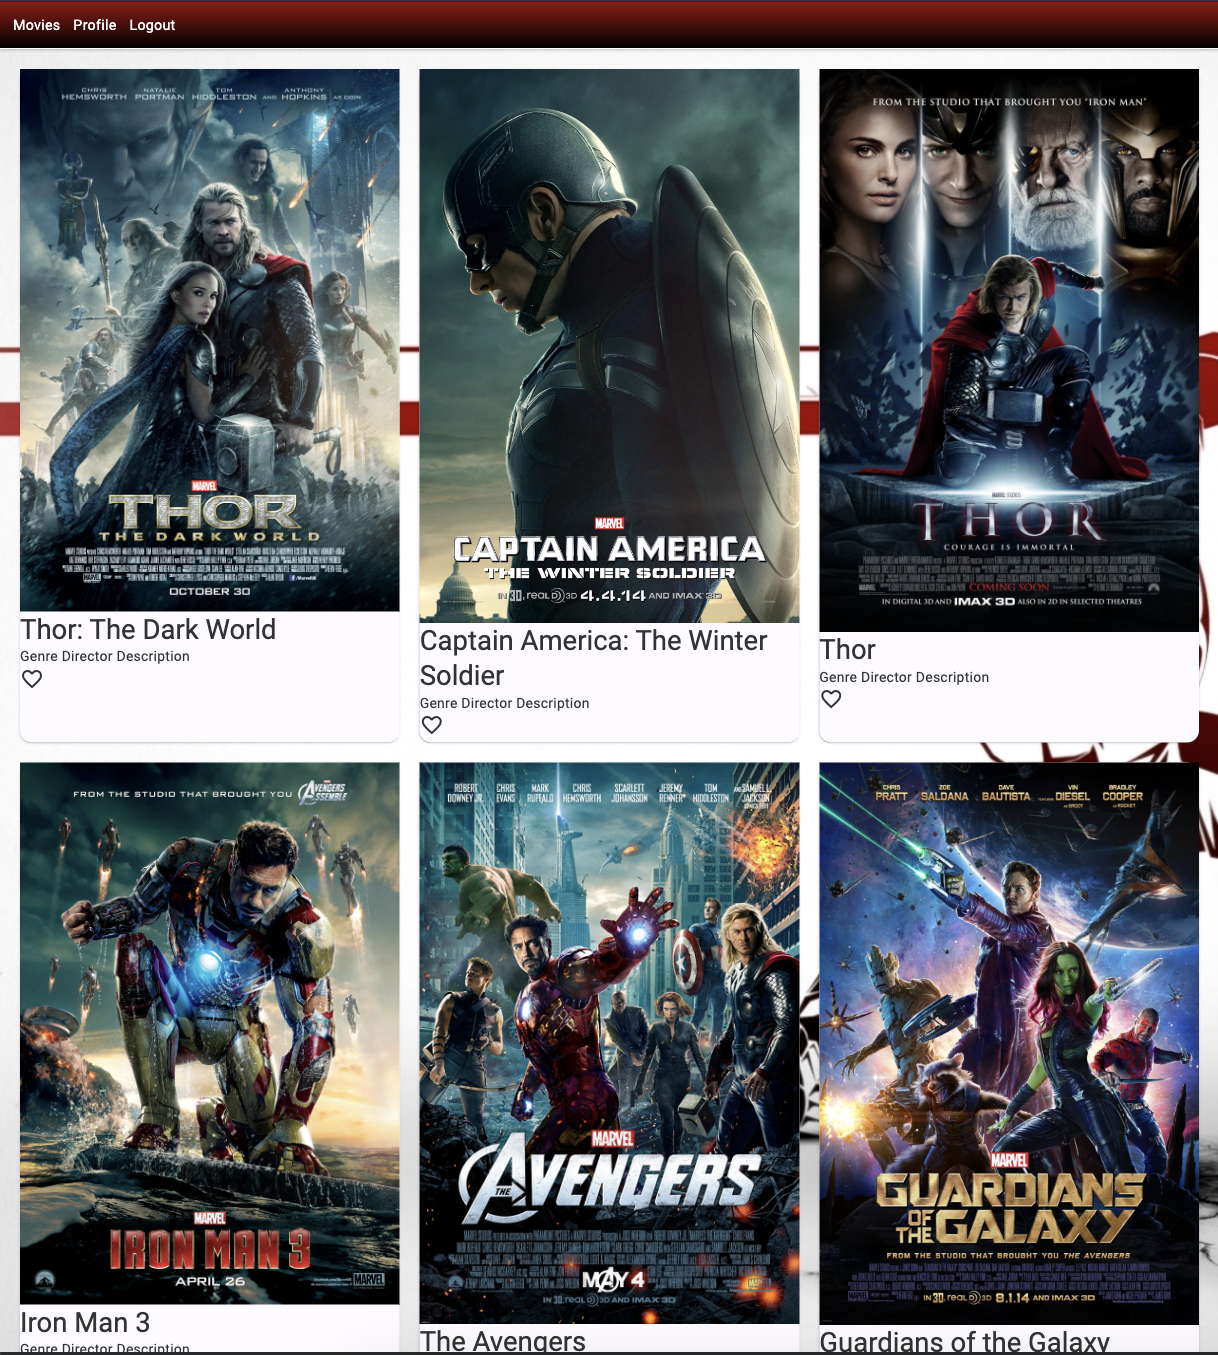 Movies Profile Logout
CHRIS HEMSWORTH NATALIE PORTMAN TOM HIDDLESTON AND ANTHONY HOPKINS AS ODIN
MARVEL
THOR
THE DARK WORLD
OCTOBER 30
Thor: The Dark World
Genre Director Description
MARVEL
CAPTAIN AMERICA
THE WINTER SOLDIER
IN 3D, REAL D 3D 4.4.14 AND IMAX 3D
Captain America: The Winter
Soldier
Genre Director Description
FROM THE STUDIO THAT BROUGHT YOU "IRON MAN"
MARVEL STUDIOS
THOR
COURAGE IS IMMORTAL
COMING SOON
IN DIGITAL 3D AND IMAX 3D ALSO IN 2D IN SELECTED THEATRES
Thor
Genre Director Description
FROM THE STUDIO THAT BROUGHT YOU AVENGERS ASSEMBLE
MARVEL
IRON MAN 3
APRIL 26
MARVEL
Iron Man 3
Genre Director Description
ROBERT DOWNEY JR. CHRIS EVANS MARK RUFFALO CHRIS HEMSWORTH SCARLETT JOHANSSON JEREMY RENNER TOM HIDDLESTON AND SAMUEL L. JACKSON
MARVEL
THE AVENGERS
MAY 4
IN 3D, REAL D 3D AND IMAX 3D
The Avengers
CHRIS PRATT ZOE SALDANA DAVE BAUTISTA FEATURING VIN DIESEL AS GROOT BRADLEY COOPER AS ROCKET
MARVEL
GUARDIANS
OF THE GALAXY
FROM THE STUDIO THAT BROUGHT YOU THE AVENGERS
IN 3D, REAL D 3D 8.1.14 AND IMAX 3D
Guardians of the Galaxy